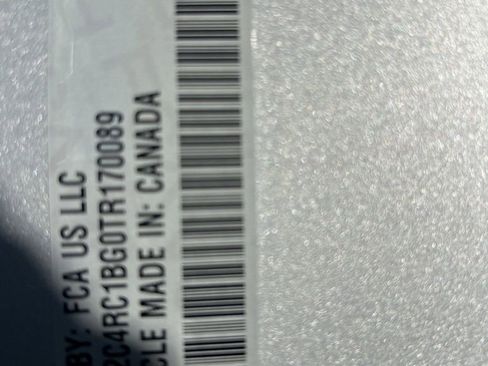 BY: FCA US LLC
2C4RC1BG0TR170089
CLE MADE IN: CANADA